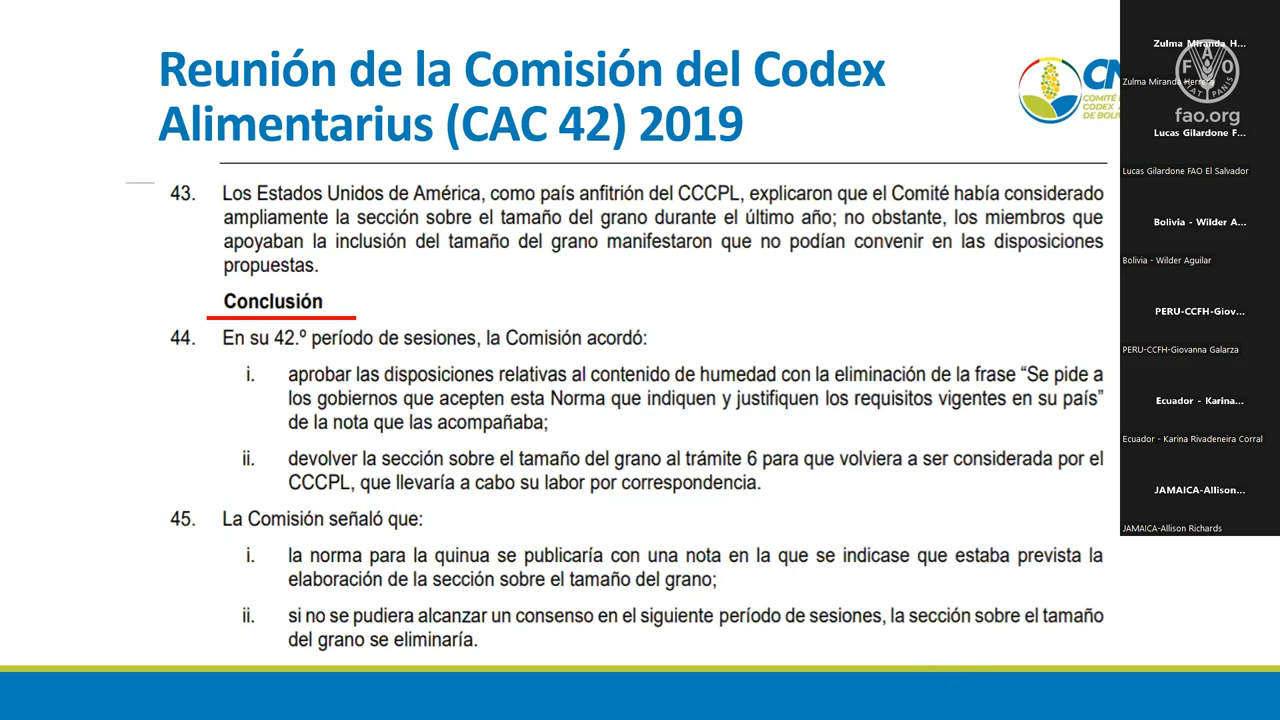 Reunión de la Comisión del Codex
Alimentarius (CAC 42) 2019
COMITÉ
CODEX
DE BOLIV
43. Los Estados Unidos de América, como país anfitrión del CCCPL, explicaron que el Comité había considerado
ampliamente la sección sobre el tamaño del grano durante el último año; no obstante, los miembros que
apoyaban la inclusión del tamaño del grano manifestaron que no podían convenir en las disposiciones
propuestas.
Conclusión
44. En su 42.º período de sesiones, la Comisión acordó:
i. aprobar las disposiciones relativas al contenido de humedad con la eliminación de la frase “Se pide a
los gobiernos que acepten esta Norma que indiquen y justifiquen los requisitos vigentes en su país”
de la nota que las acompañaba;
ii. devolver la sección sobre el tamaño del grano al trámite 6 para que volviera a ser considerada por el
CCCPL, que llevaría a cabo su labor por correspondencia.
45. La Comisión señaló que:
i. la norma para la quinua se publicaría con una nota en la que se indicase que estaba prevista la
elaboración de la sección sobre el tamaño del grano;
ii. si no se pudiera alcanzar un consenso en el siguiente período de sesiones, la sección sobre el tamaño
del grano se eliminaría.
Zulma Miranda H...
Zulma Miranda Herrera
FAO
FIAT PANIS
fao.org
Lucas Gilardone F...
Lucas Gilardone FAO El Salvador
Bolivia - Wilder A...
Bolivia - Wilder Aguilar
PERU-CCFH-Giov...
PERU-CCFH-Giovanna Galarza
Ecuador - Karina...
Ecuador - Karina Rivadeneira Corral
JAMAICA-Allison...
JAMAICA-Allison Richards